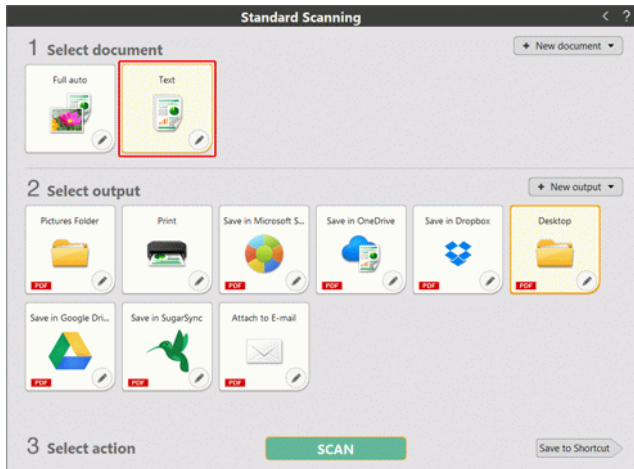 Standard Scanning < ?
1 Select document + New document
Full auto Text
2 Select output + New output
Pictures Folder Print Save in Microsoft S... Save in OneDrive Save in Dropbox Desktop
PDF PDF PDF PDF PDF
Save in Google Dri... Save in SugarSync Attach to E-mail
PDF PDF PDF
3 Select action SCAN Save to Shortcut